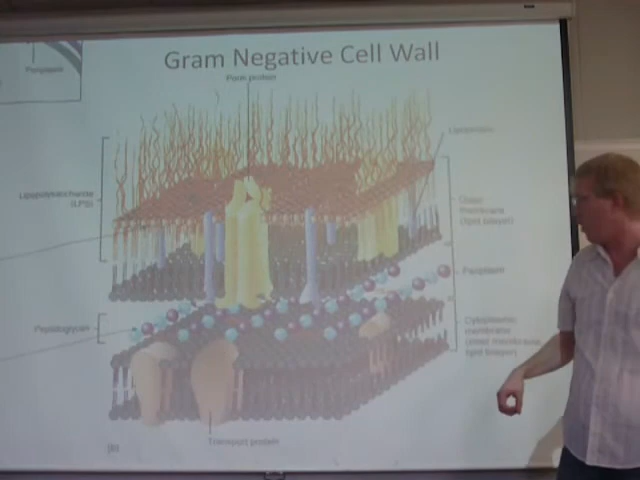 Gram Negative Cell Wall
Periplasm
Porin protein
Lipoprotein
Lipopolysaccharide
(LPS)
Outer
membrane
(lipid bilayer)
Periplasm
Peptidoglycan
Cytoplasmic
membrane
(inner membrane,
lipid bilayer)
Transport protein
(b)